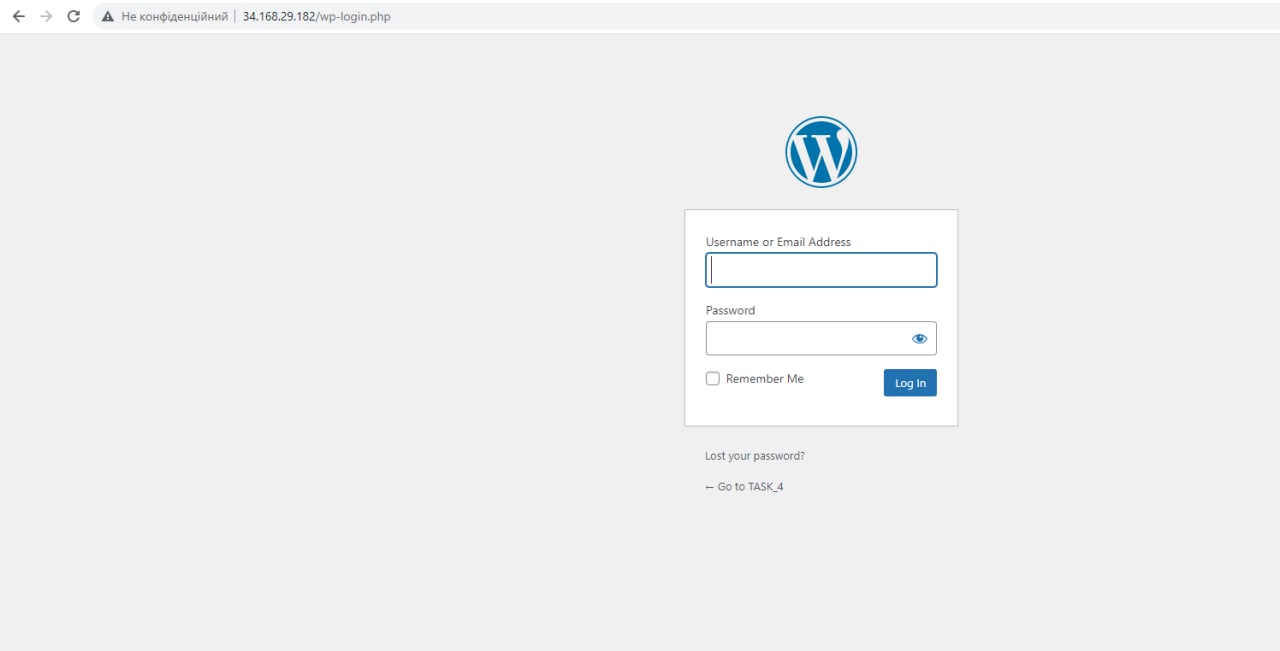 Не конфіденційний | 34.168.29.182/wp-login.php
Username or Email Address
Password
Remember Me
Log In
Lost your password?
← Go to TASK_4